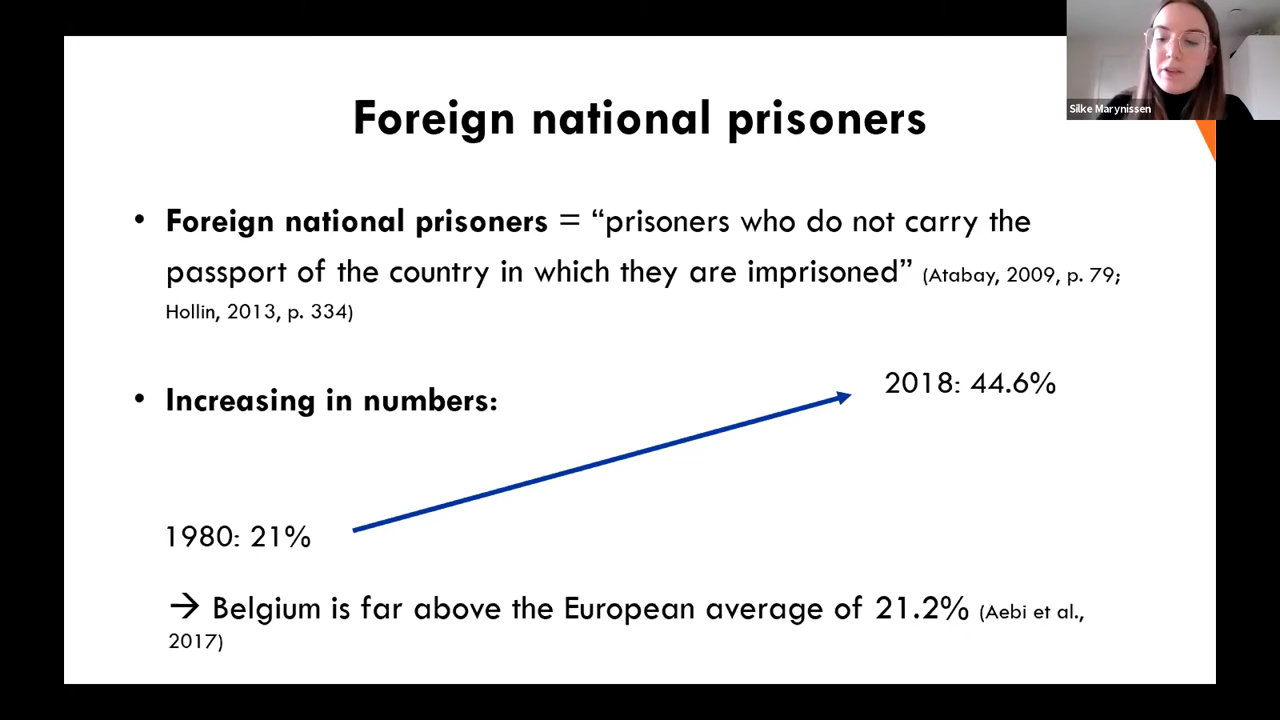 Silke Marynissen
Foreign national prisoners
• Foreign national prisoners = “prisoners who do not carry the
passport of the country in which they are imprisoned” (Atabay, 2009, p. 79;
Hollin, 2013, p. 334)
• Increasing in numbers:
2018: 44.6%
1980: 21%
→ Belgium is far above the European average of 21.2% (Aebi et al.,
2017)